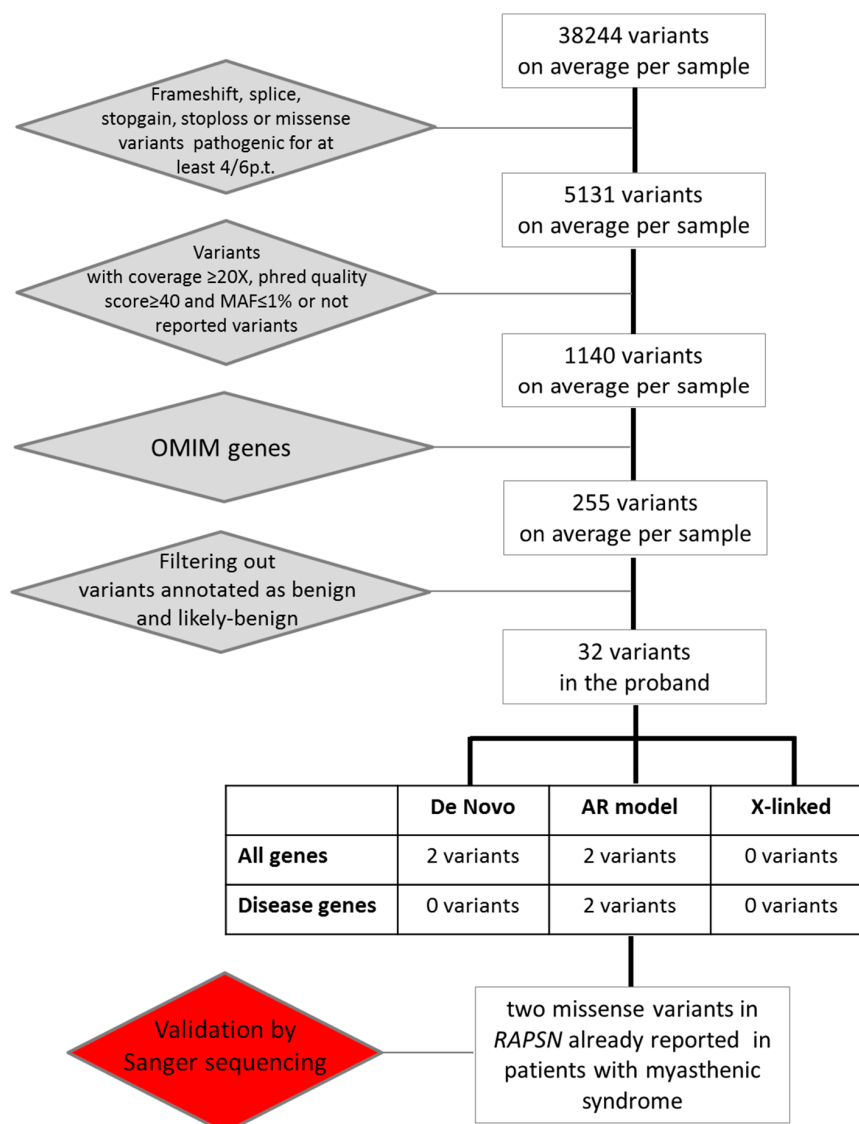 38244 variants
on average per sample
Frameshift, splice,
stopgain, stoploss or missense
variants pathogenic for at
least 4/6p.t.
5131 variants
on average per sample
Variants
with coverage ≥20X, phred quality
score≥40 and MAF≤1% or not
reported variants
1140 variants
on average per sample
OMIM genes
255 variants
on average per sample
Filtering out
variants annotated as benign
and likely-benign
32 variants
in the proband
De Novo AR model X-linked
All genes 2 variants 2 variants 0 variants
Disease genes 0 variants 2 variants 0 variants
two missense variants in
RAPSN already reported in
patients with myasthenic
syndrome
Validation by
Sanger sequencing